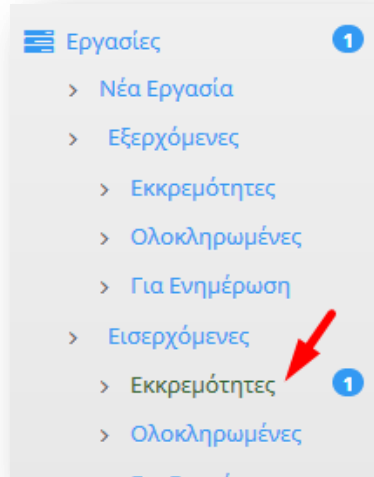 Εργασίες 1
Νέα Εργασία
Εξερχόμενες
Εκκρεμότητες
Ολοκληρωμένες
Για Ενημέρωση
Εισερχόμενες
Εκκρεμότητες 1
Ολοκληρωμένες